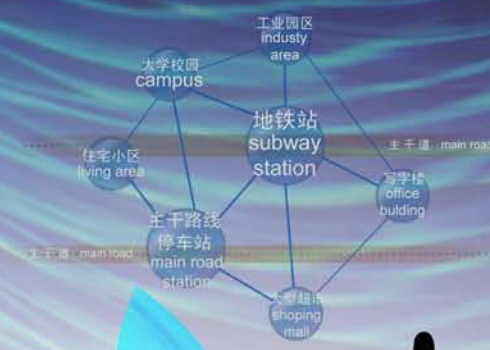 工业园区
industy
area
大学校园
campus
地铁站
subway
station
主干道 main road
住宅小区
living area
写字楼
office
bulding
主干路线
停车站
main road
station
主干道 main road
大型超市
shoping
mall